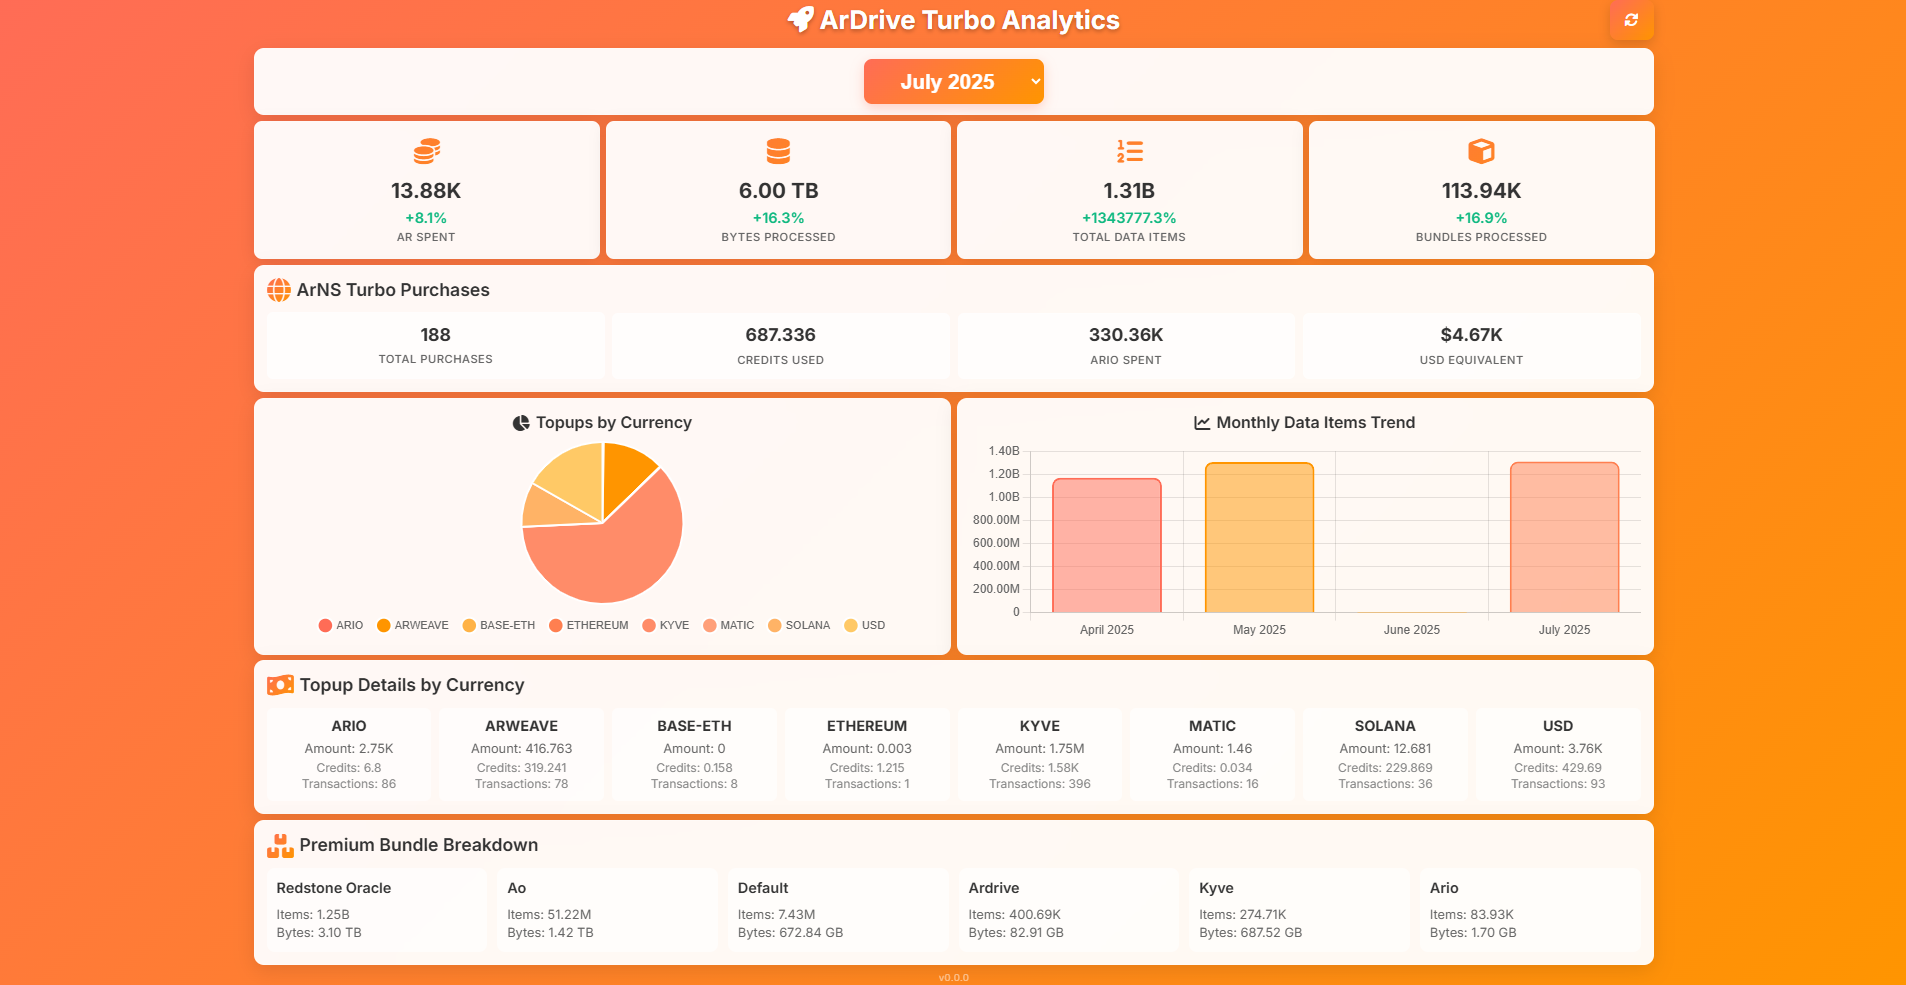 ArDrive Turbo Analytics
July 2025
13.88K
+8.1%
AR SPENT
6.00 TB
+16.3%
BYTES PROCESSED
1.31B
+1343777.3%
TOTAL DATA ITEMS
113.94K
+16.9%
BUNDLES PROCESSED
ArNS Turbo Purchases
188
TOTAL PURCHASES
687.336
CREDITS USED
330.36K
ARIO SPENT
$4.67K
USD EQUIVALENT
Topups by Currency
ARIO
ARWEAVE
BASE-ETH
ETHEREUM
KYVE
MATIC
SOLANA
USD
Monthly Data Items Trend
1.40B
1.20B
1.00B
800.00M
600.00M
400.00M
200.00M
0
April 2025
May 2025
June 2025
July 2025
Topup Details by Currency
ARIO
Amount: 2.75K
Credits: 6.8
Transactions: 86
ARWEAVE
Amount: 416.763
Credits: 319.241
Transactions: 78
BASE-ETH
Amount: 0
Credits: 0.158
Transactions: 8
ETHEREUM
Amount: 0.003
Credits: 1.215
Transactions: 1
KYVE
Amount: 1.75M
Credits: 1.58K
Transactions: 396
MATIC
Amount: 1.46
Credits: 0.034
Transactions: 16
SOLANA
Amount: 12.681
Credits: 229.869
Transactions: 36
USD
Amount: 3.76K
Credits: 429.69
Transactions: 93
Premium Bundle Breakdown
Redstone Oracle
Items: 1.25B
Bytes: 3.10 TB
Ao
Items: 51.22M
Bytes: 1.42 TB
Default
Items: 7.43M
Bytes: 672.84 GB
Ardrive
Items: 400.69K
Bytes: 82.91 GB
Kyve
Items: 274.71K
Bytes: 687.52 GB
Ario
Items: 83.93K
Bytes: 1.70 GB
v0.0.0